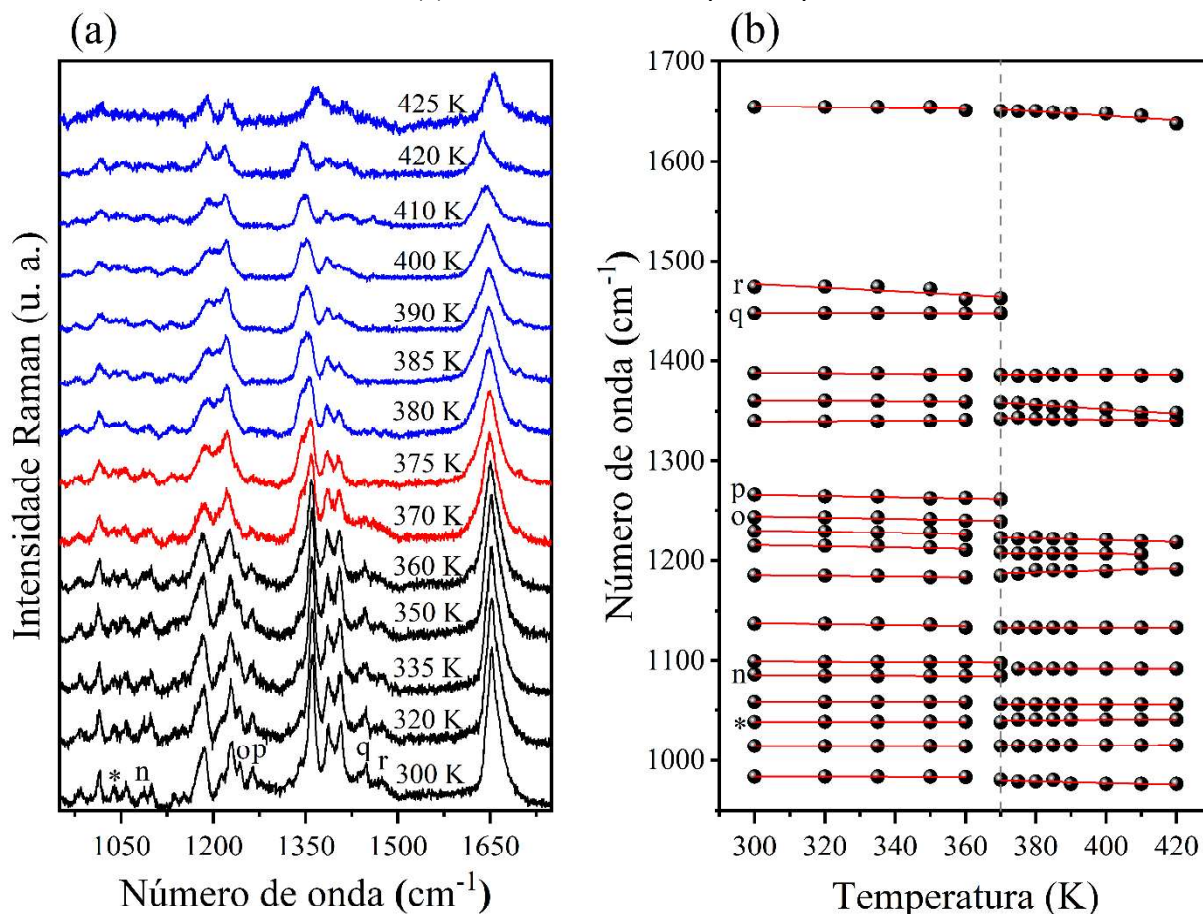 (a)
425 K
420 K
410 K
400 K
390 K
385 K
380 K
375 K
370 K
360 K
350 K
335 K
320 K
300 K
* n o p q r
1050 1200 1350 1500 1650
Número de onda (cm-1)
Intensidade Raman (u. a.)
(b)
1700
1600
1500
1400
1300
1200
1100
1000
r
q
p
o
n
*
300 320 340 360 380 400 420
Temperatura (K)
Número de onda (cm-1)